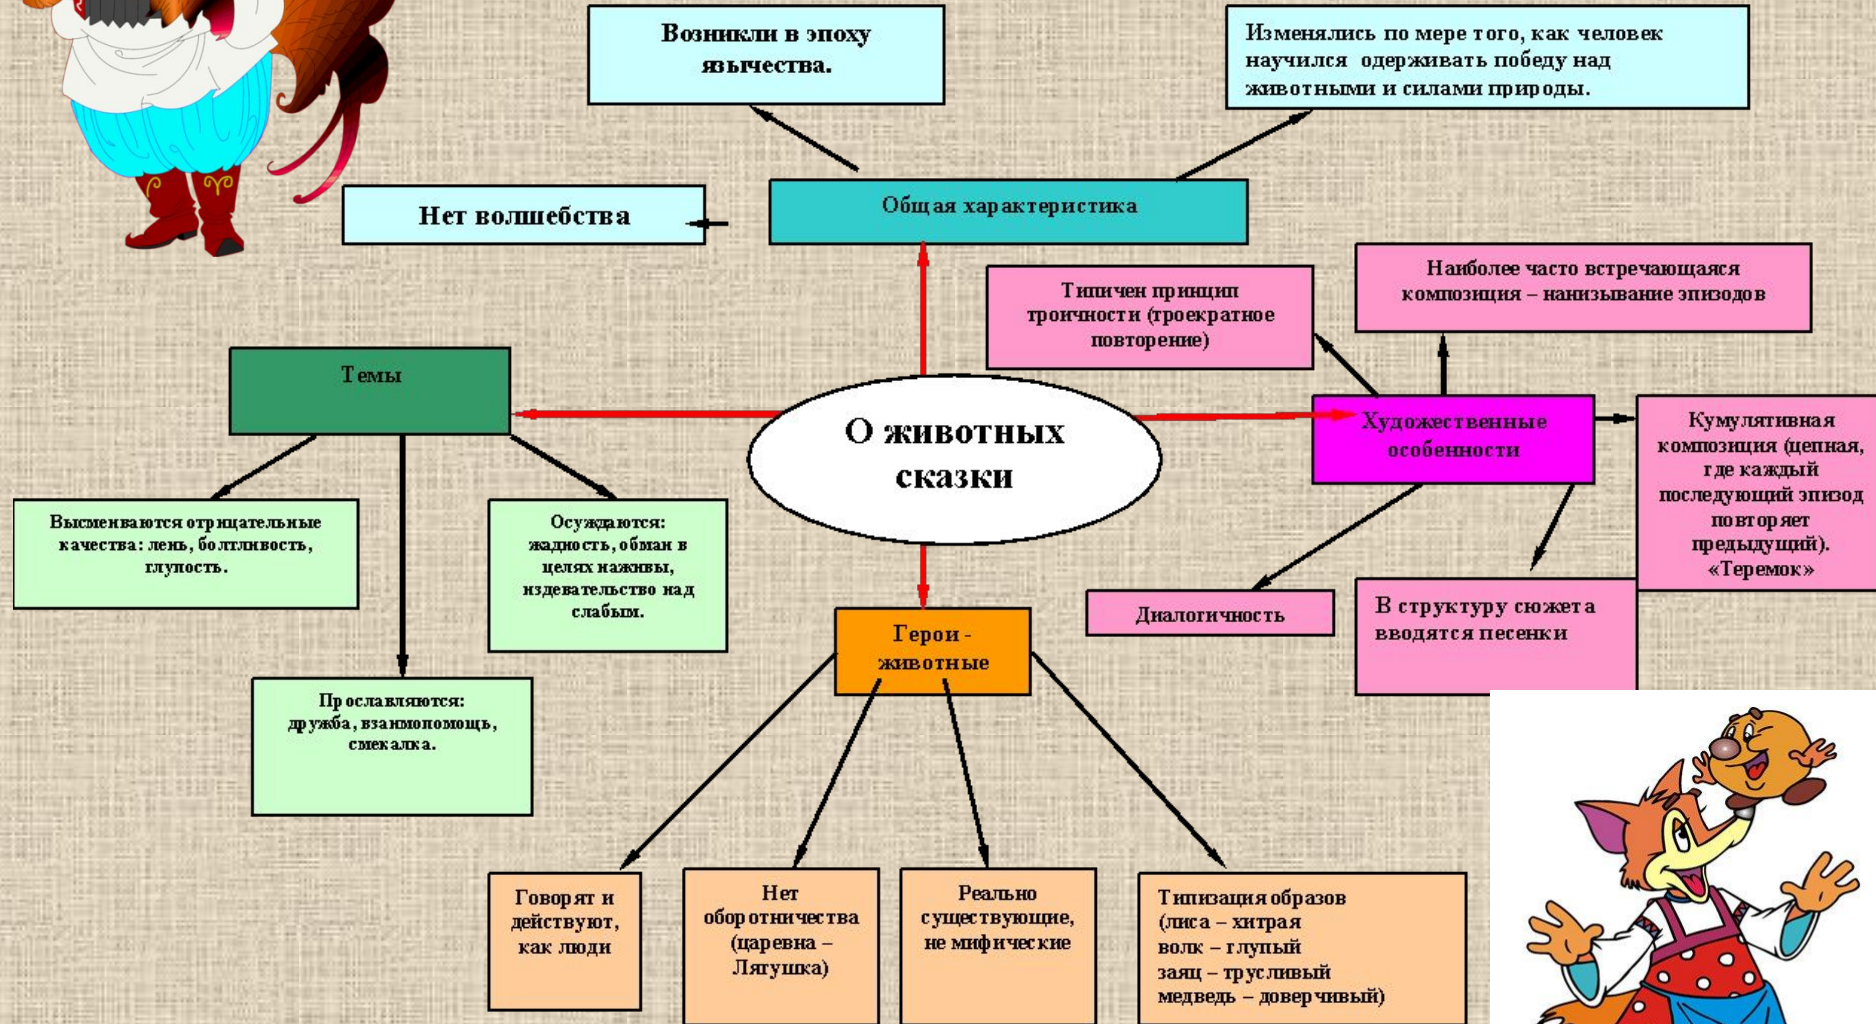 Возникли в эпоху
язычества.
Изменялись по мере того, как человек
научился одерживать победу над
животными и силами природы.
Нет волшебства
Общая характеристика
Типичен принцип
троичности (троекратное
повторение)
Наиболее часто встречающаяся
композиция – нанизывание эпизодов
Темы
О животных
сказки
Художественные
особенности
Кумулятивная
композиция (цепная,
где каждый
последующий эпизод
повторяет
предыдущий).
«Теремок»
Высмеиваются отрицательные
качества: лень, болтливость,
глупость.
Осуждаются:
жадность, обман в
целях наживы,
издевательство над
слабым.
Прославляются:
дружба, взаимопомощь,
смекалка.
Диалогичность
В структуру сюжета
вводятся песенки
Герои -
животные
Говорят и
действуют,
как люди
Нет
оборотничества
(царевна –
Лягушка)
Реально
существующие,
не мифические
Типизация образов
(лиса – хитрая
волк – глупый
заяц – трусливый
медведь – доверчивый)